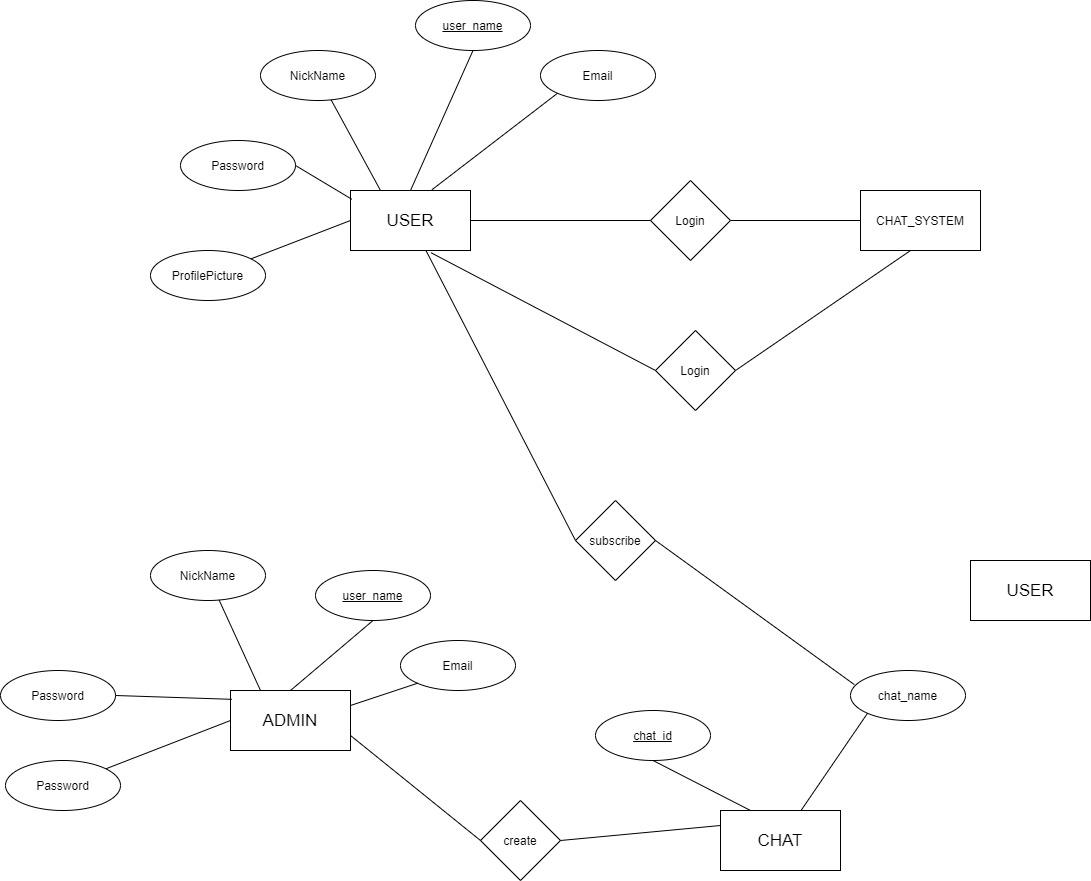 user_name
NickName
Email
Password
USER
Login
CHAT_SYSTEM
ProfilePicture
Login
subscribe
NickName
user_name
USER
Email
Password
chat_name
ADMIN
chat_id
Password
create
CHAT